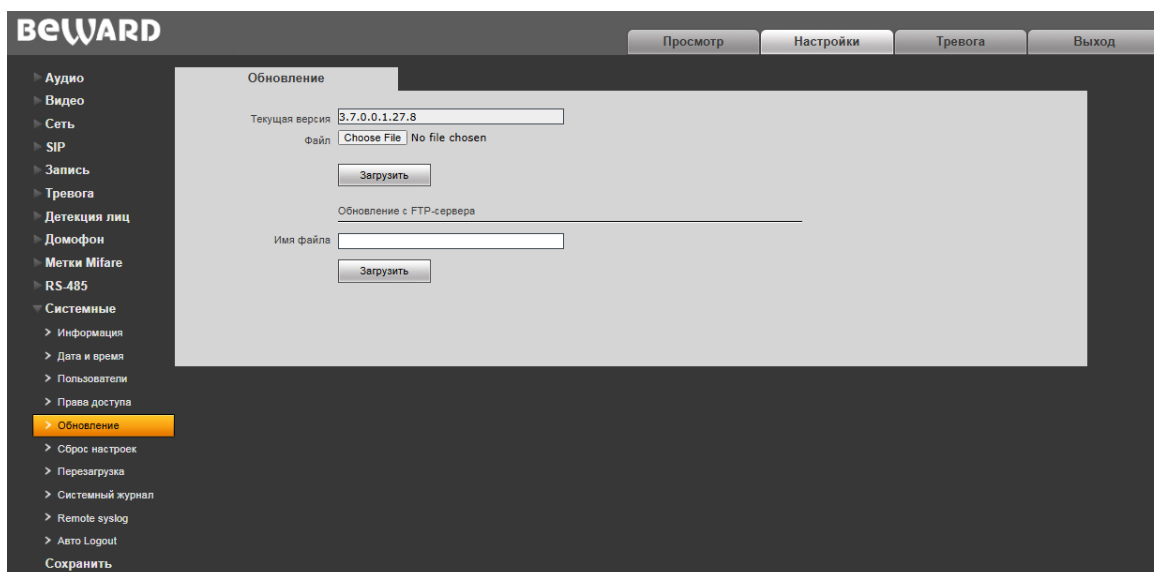 BEWARD
Просмотр
Настройки
Тревога
Выход
Аудио
Видео
Сеть
SIP
Запись
Тревога
Детекция лиц
Домофон
Метки Mifare
RS-485
Системные
Информация
Дата и время
Пользователи
Права доступа
Обновление
Сброс настроек
Перезагрузка
Системный журнал
Remote syslog
Авто Logout
Сохранить
Обновление
Текущая версия 3.7.0.0.1.27.8
Файл Choose File No file chosen
Загрузить
Обновление с FTP-сервера
Имя файла
Загрузить